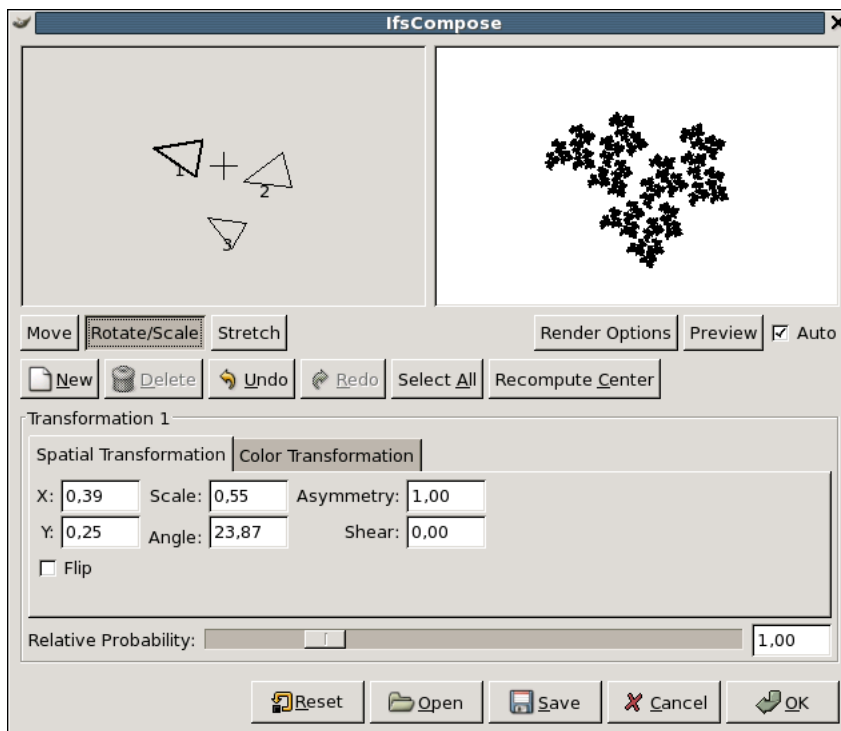 IfsCompose
1
2
3
Move Rotate/Scale Stretch Render Options Preview Auto
New Delete Undo Redo Select All Recompute Center
Transformation 1
Spatial Transformation Color Transformation
X: 0,39 Scale: 0,55 Asymmetry: 1,00
Y: 0,25 Angle: 23,87 Shear: 0,00
Flip
Relative Probability: 1,00
Reset Open Save Cancel OK